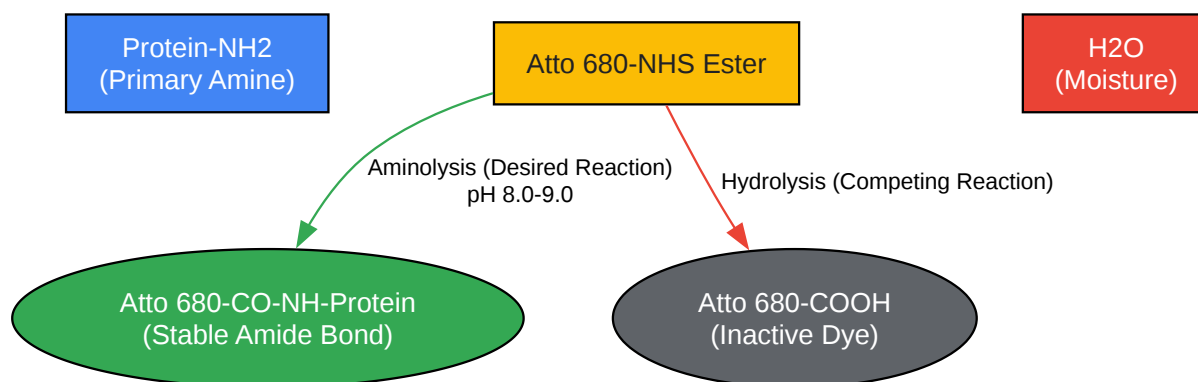 Protein-NH2
(Primary Amine)
Atto 680-NHS Ester
H2O
(Moisture)
Aminolysis (Desired Reaction)
pH 8.0-9.0
Hydrolysis (Competing Reaction)
Atto 680-CO-NH-Protein
(Stable Amide Bond)
Atto 680-COOH
(Inactive Dye)